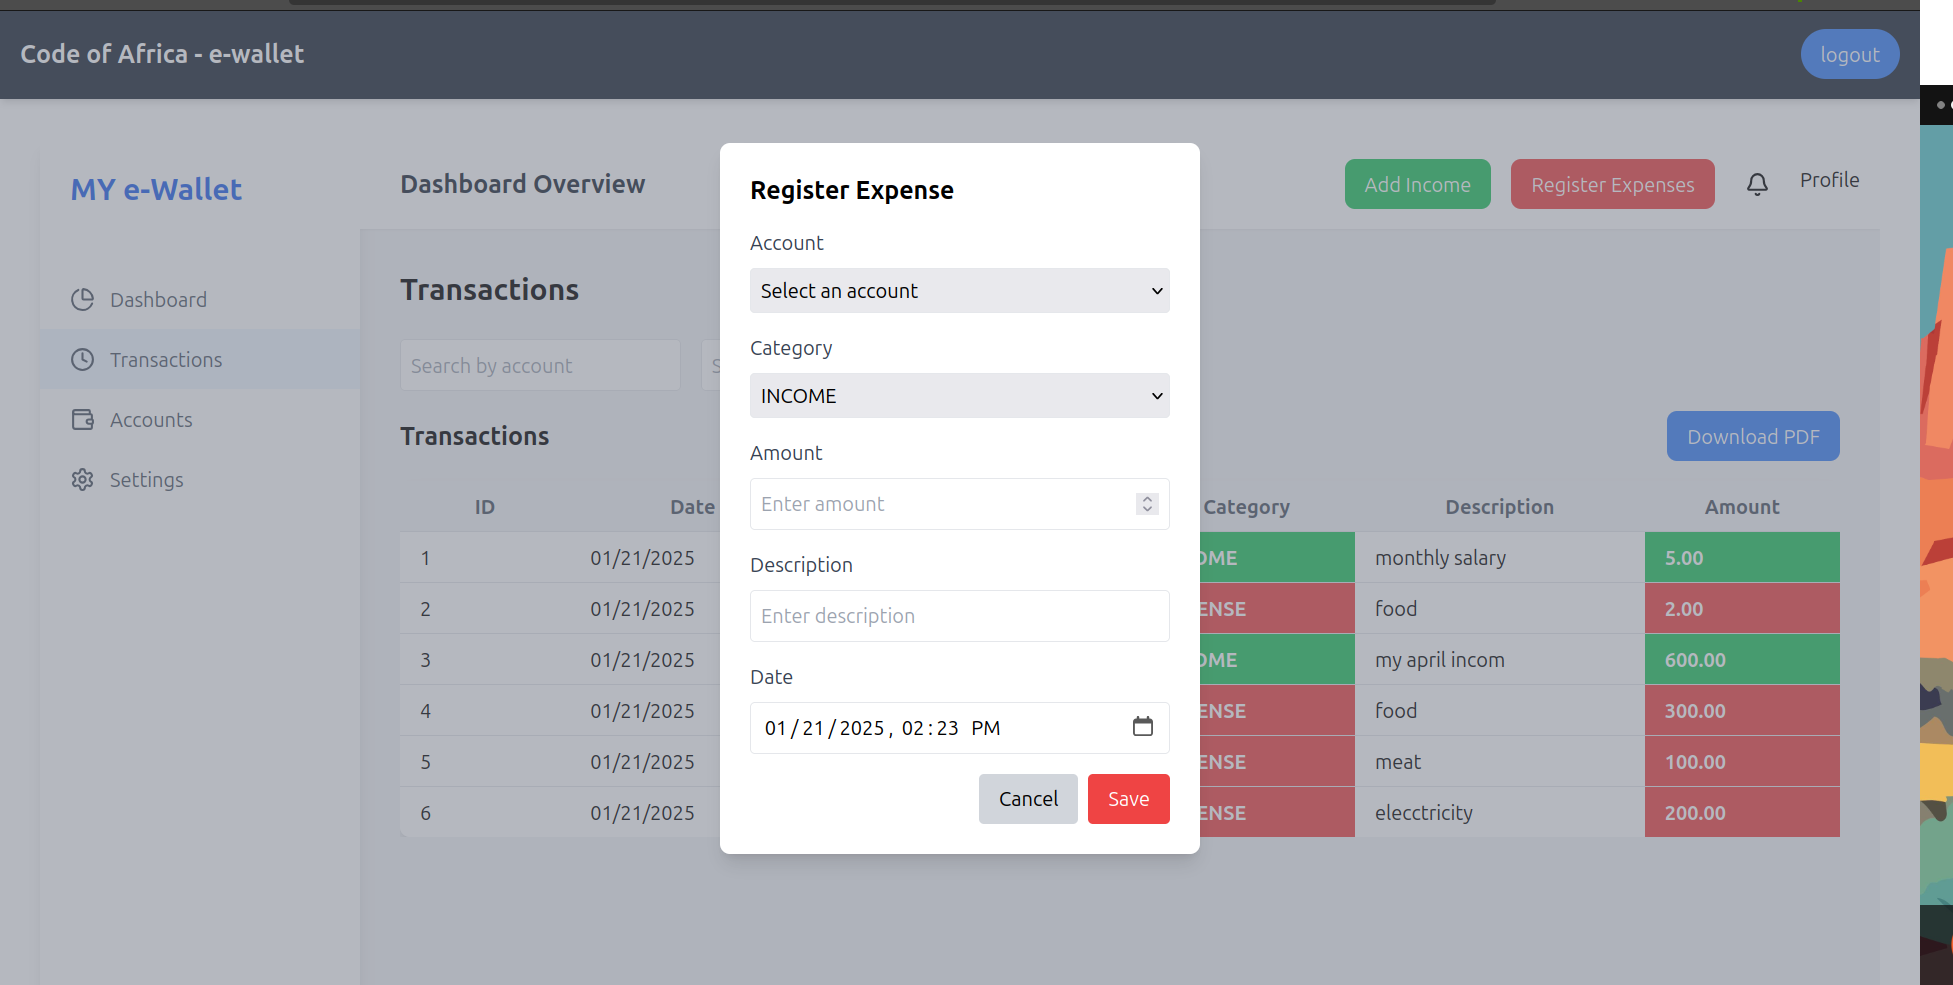 Code of Africa - e-wallet
logout
MY e-Wallet
Dashboard
Transactions
Accounts
Settings
Dashboard Overview
Add Income
Register Expenses
Profile
Transactions
Search by account
Transactions
Download PDF
ID Date Category Description Amount
1 01/21/2025 OME monthly salary 5.00
2 01/21/2025 ENSE food 2.00
3 01/21/2025 OME my april incom 600.00
4 01/21/2025 ENSE food 300.00
5 01/21/2025 ENSE meat 100.00
6 01/21/2025 ENSE elecctricity 200.00
Register Expense
Account
Select an account
Category
INCOME
Amount
Enter amount
Description
Enter description
Date
01/21/2025, 02:23 PM
Cancel
Save